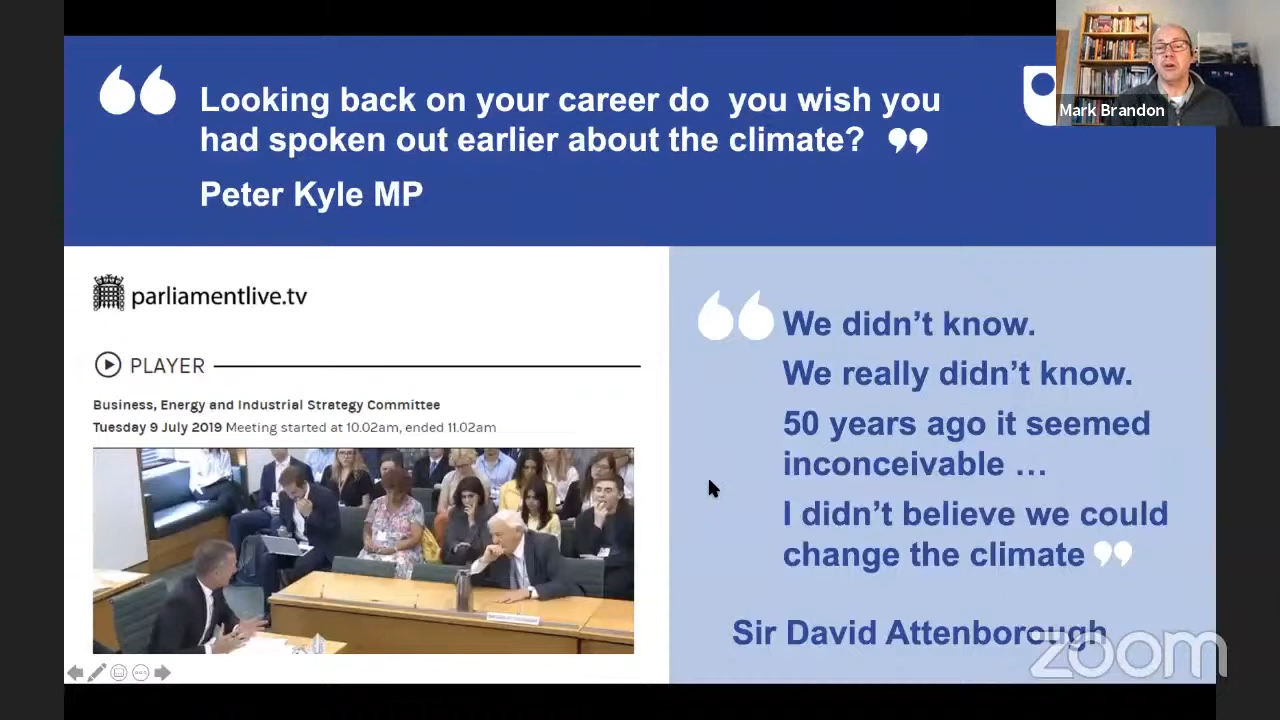 “ Looking back on your career do you wish you
had spoken out earlier about the climate? ”
Peter Kyle MP
Mark Brandon
parliamentlive.tv
PLAYER
Business, Energy and Industrial Strategy Committee
Tuesday 9 July 2019 Meeting started at 10.02am, ended 11.02am
“ We didn’t know.
We really didn’t know.
50 years ago it seemed
inconceivable …
I didn’t believe we could
change the climate ”
Sir David Attenborough
zoom